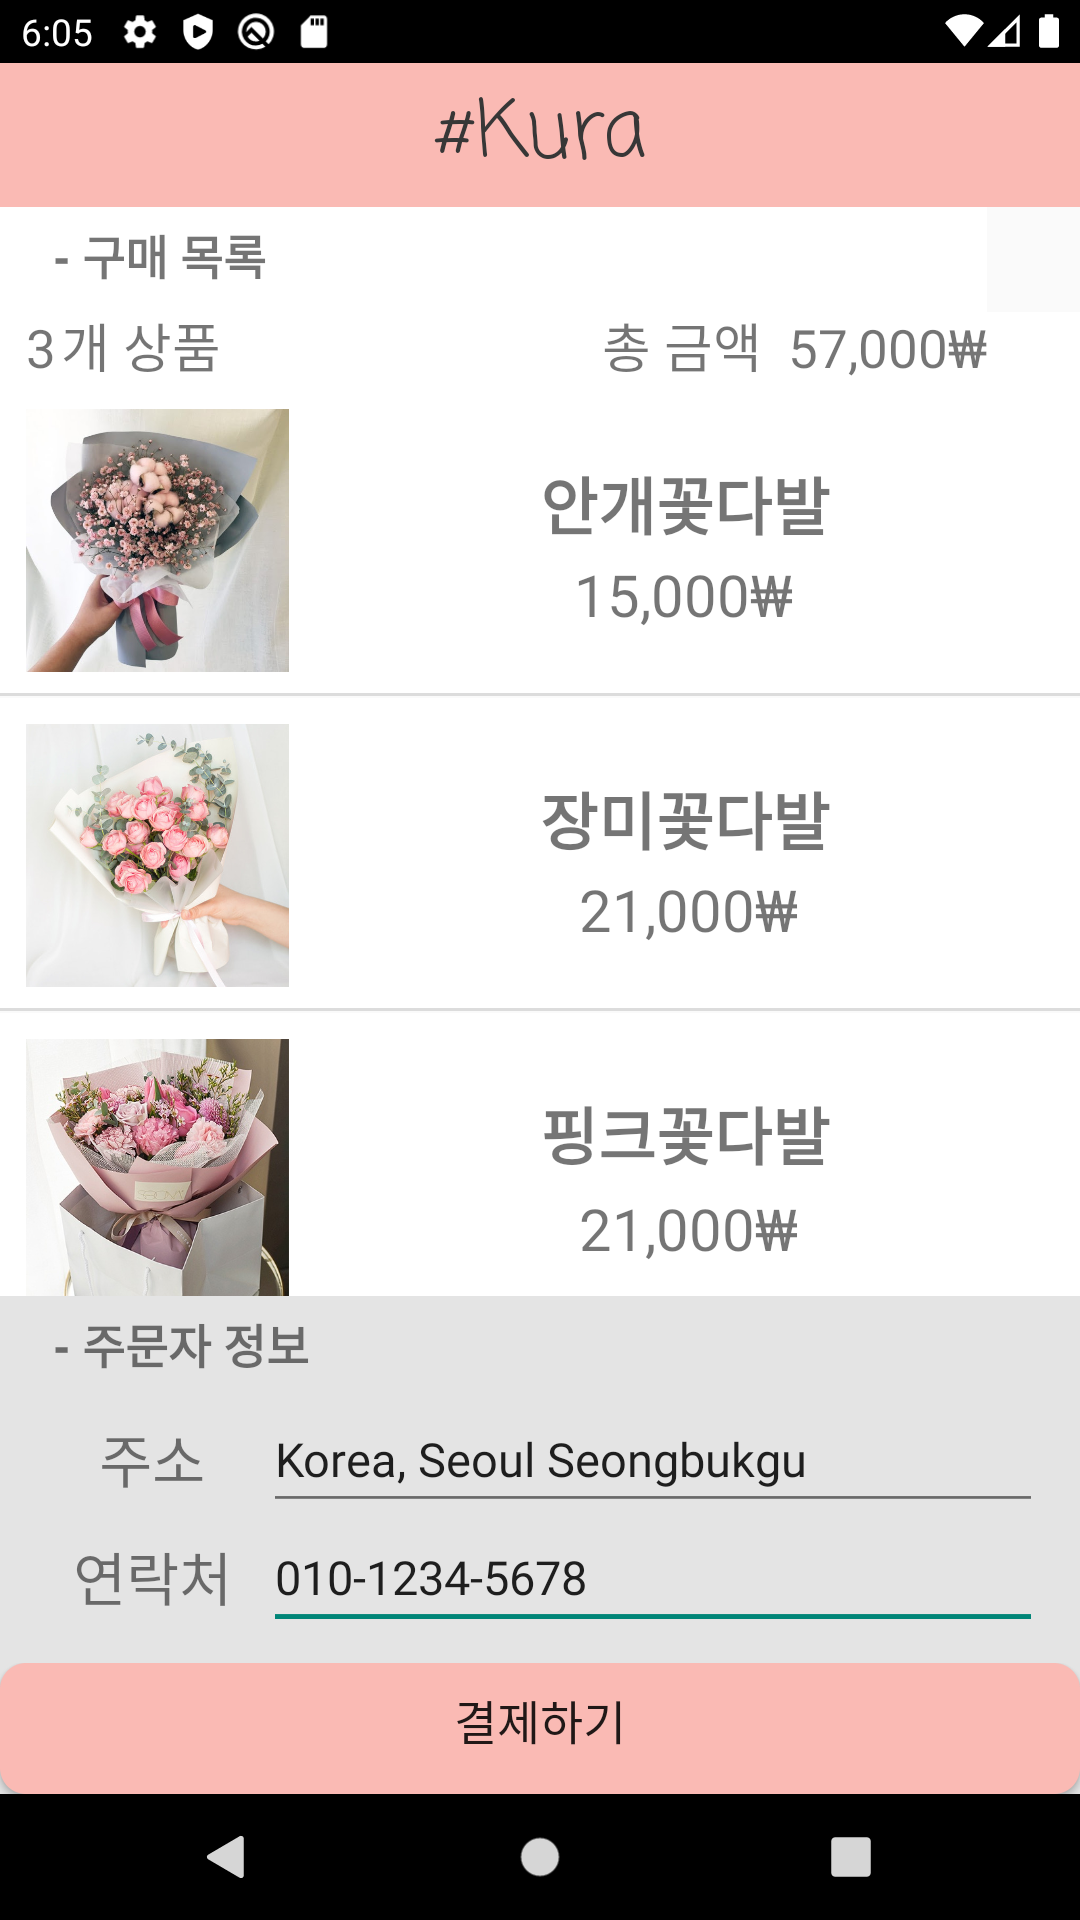 6:05
#Kura
- 구매 목록
3개 상품 총 금액 57,000₩
안개꽃다발
15,000₩
장미꽃다발
21,000₩
핑크꽃다발
21,000₩
- 주문자 정보
주소 Korea, Seoul Seongbukgu
연락처 010-1234-5678
결제하기